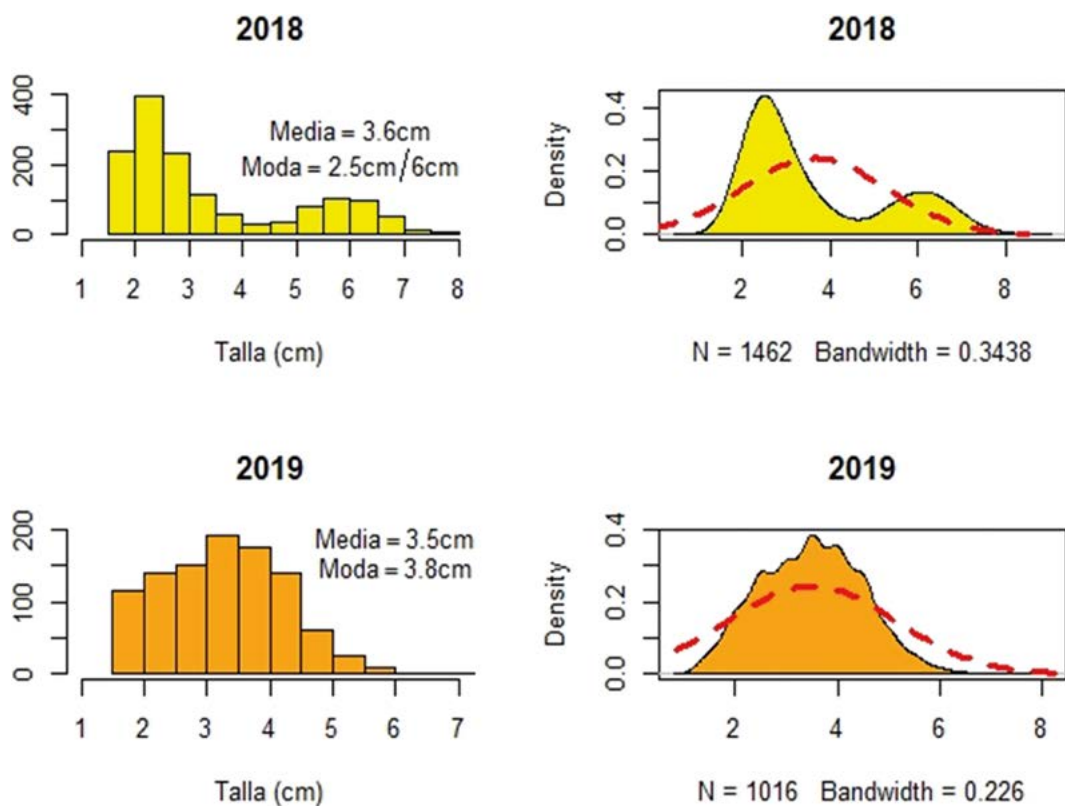 2018
400
200
0
Media = 3.6cm
Moda = 2.5cm/6cm
1 2 3 4 5 6 7 8
Talla (cm)
2018
Density
0.4
0.2
0.0
2 4 6 8
N = 1462 Bandwidth = 0.3438
2019
200
100
0
Media = 3.5cm
Moda = 3.8cm
1 2 3 4 5 6 7
Talla (cm)
2019
Density
0.4
0.2
0.0
2 4 6 8
N = 1016 Bandwidth = 0.226